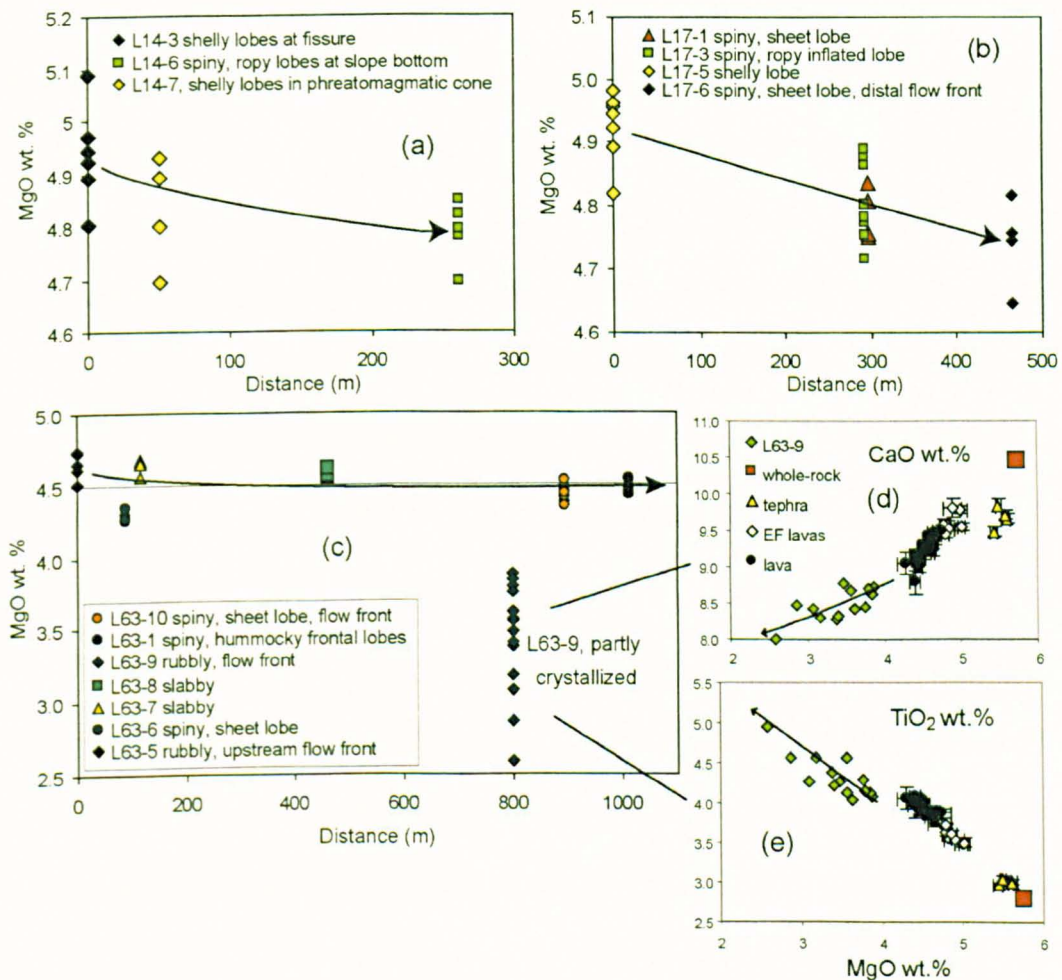 L14-3 shelly lobes at fissure
L14-6 spiny, ropy lobes at slope bottom
L14-7, shelly lobes in phreatomagmatic cone
(a)
MgO wt. %
5.2
5.1
5
4.9
4.8
4.7
4.6
0
100
200
300
Distance (m)
L17-1 spiny, sheet lobe
L17-3 spiny, ropy inflated lobe
L17-5 shelly lobe
L17-6 spiny, sheet lobe, distal flow front
(b)
MgO wt. %
5.1
5.0
4.9
4.8
4.7
4.6
0
100
200
300
400
500
Distance (m)
MgO wt. %
5.0
4.5
4.0
3.5
3.0
2.5
(c)
L63-10 spiny, sheet lobe, flow front
L63-1 spiny, hummocky frontal lobes
L63-9 rubbly, flow front
L63-8 slabby
L63-7 slabby
L63-6 spiny, sheet lobe
L63-5 rubbly, upstream flow front
L63-9, partly
crystallized
0
200
400
600
800
1000
Distance (m)
L63-9
whole-rock
tephra
EF lavas
lava
CaO wt.%
(d)
11.0
10.5
10.0
9.5
9.0
8.5
8.0
2
3
4
5
6
TiO2 wt.%
(e)
5.5
5.0
4.5
4.0
3.5
3.0
2.5
2
3
4
5
6
MgO wt.%